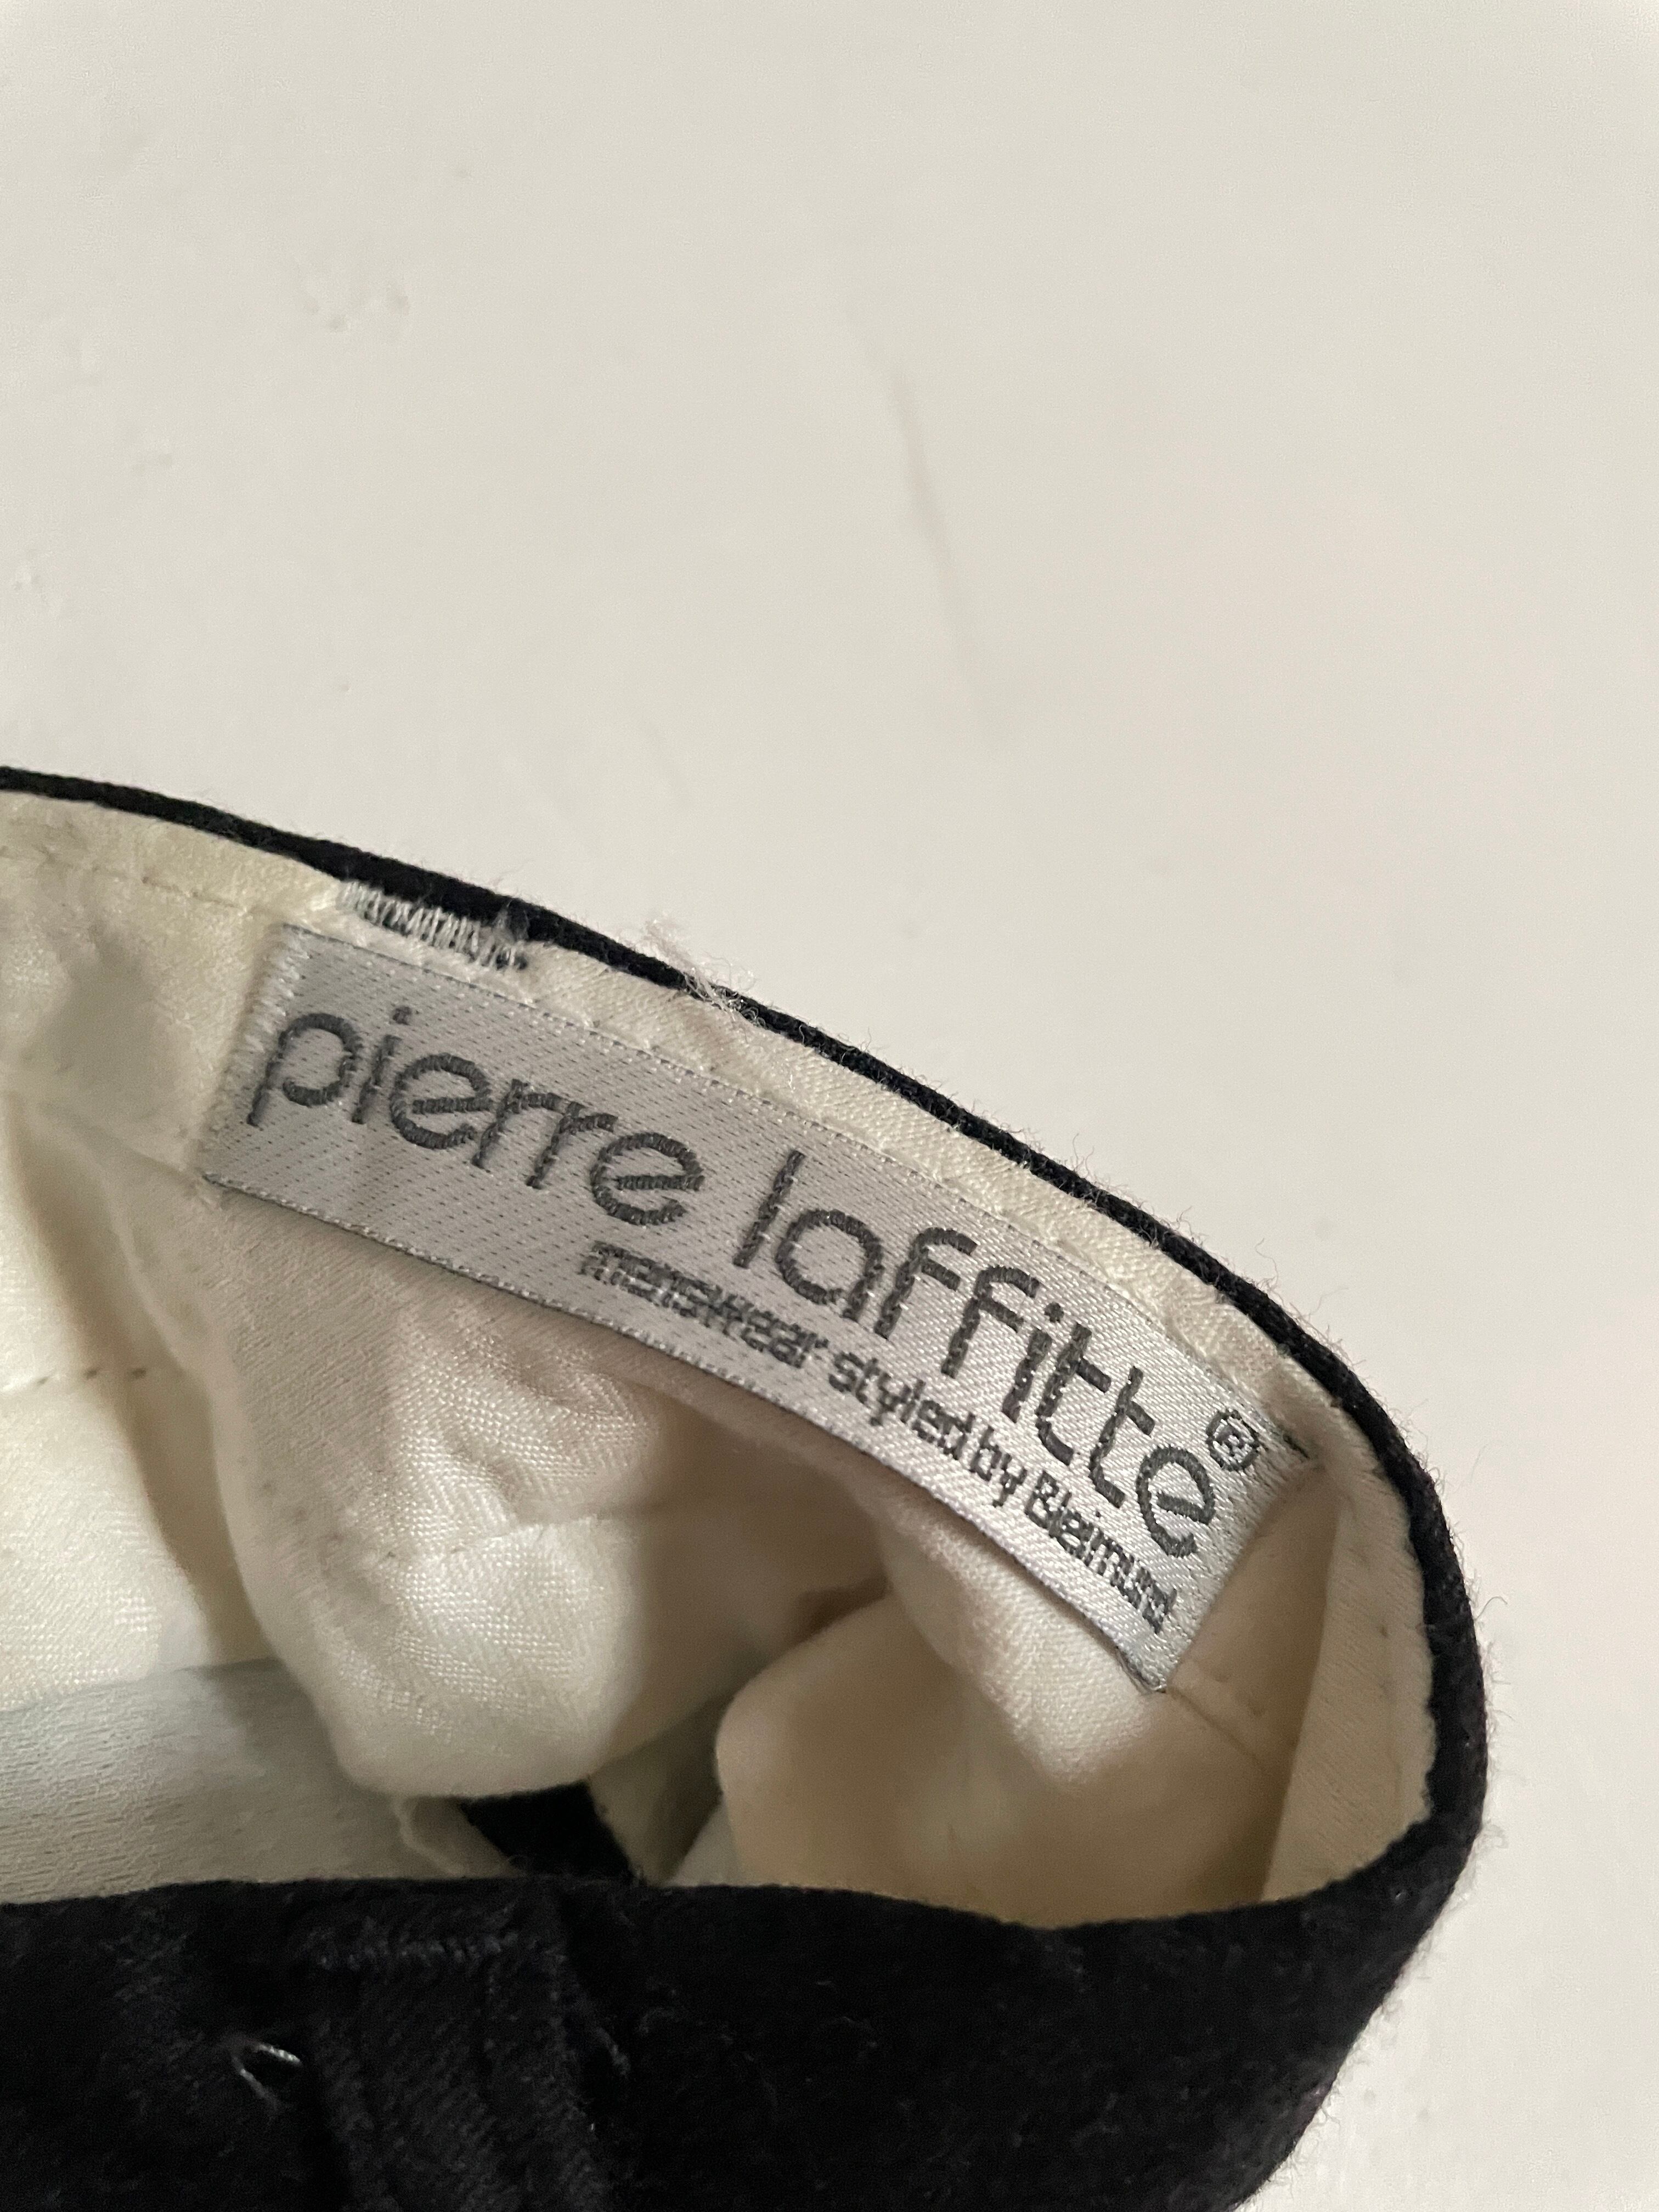 pierre laffitte®
menswear styled by Bleimund